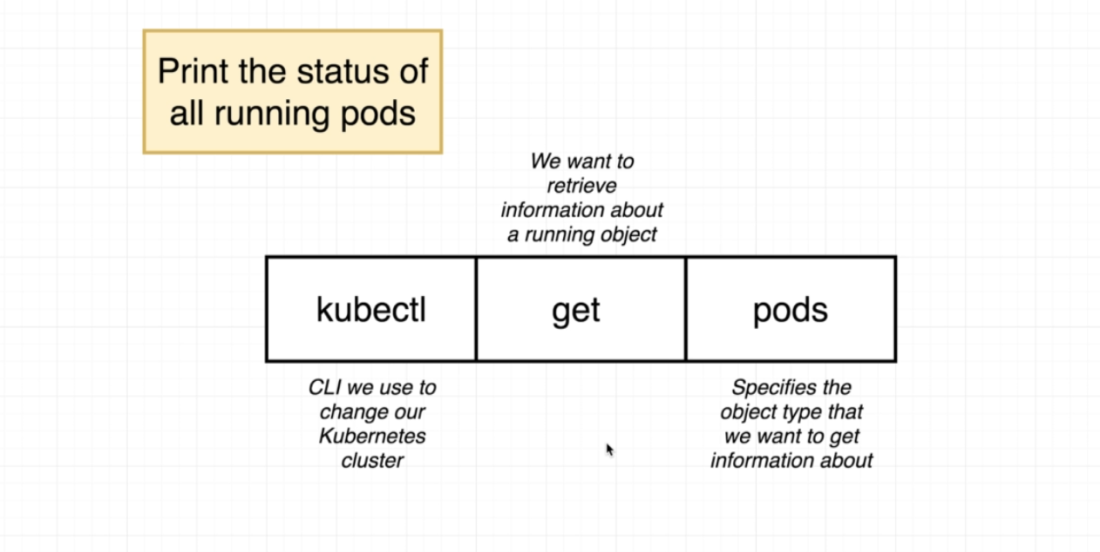 Print the status of
all running pods
We want to
retrieve
information about
a running object
kubectl
get
pods
CLI we use to
change our
Kubernetes
cluster
Specifies the
object type that
we want to get
information about